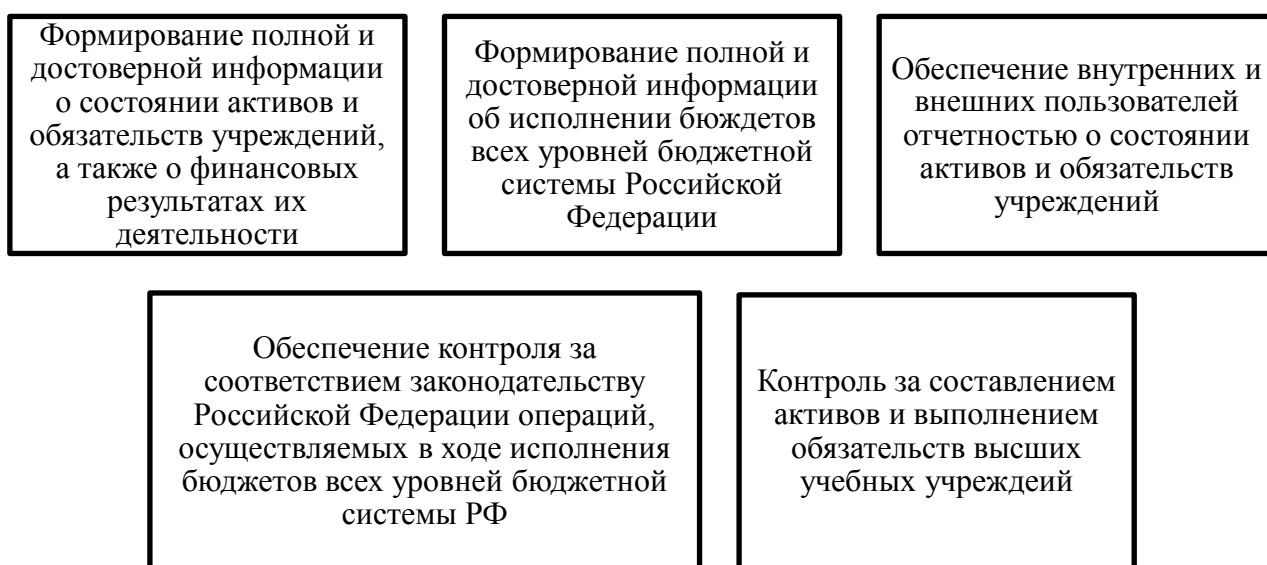 Формирование полной и
достоверной информации
о состоянии активов и
обязательств учреждений,
а также о финансовых
результатах их
деятельности
Формирование полной и
достоверной информации
об исполнении бюждетов
всех уровней бюджетной
системы Российской
Федерации
Обеспечение внутренних и
внешних пользователей
отчетностью о состоянии
активов и обязательств
учреждений
Обеспечение контроля за
соответствием законодательству
Российской Федерации операций,
осуществляемых в ходе исполнения
бюджетов всех уровней бюджетной
системы РФ
Контроль за составлением
активов и выполнением
обязательств высших
учебных учреждеий